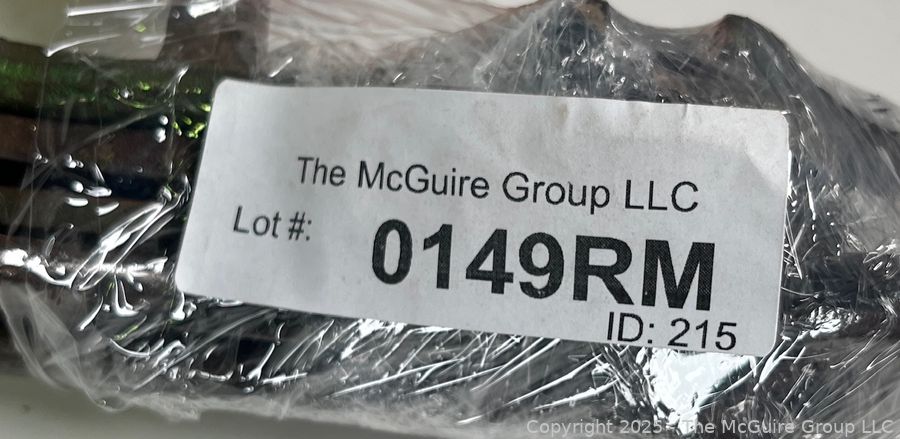 The McGuire Group LLC
Lot #: 0149RM
ID: 215
Copyright 2025 - The McGuire Group LLC